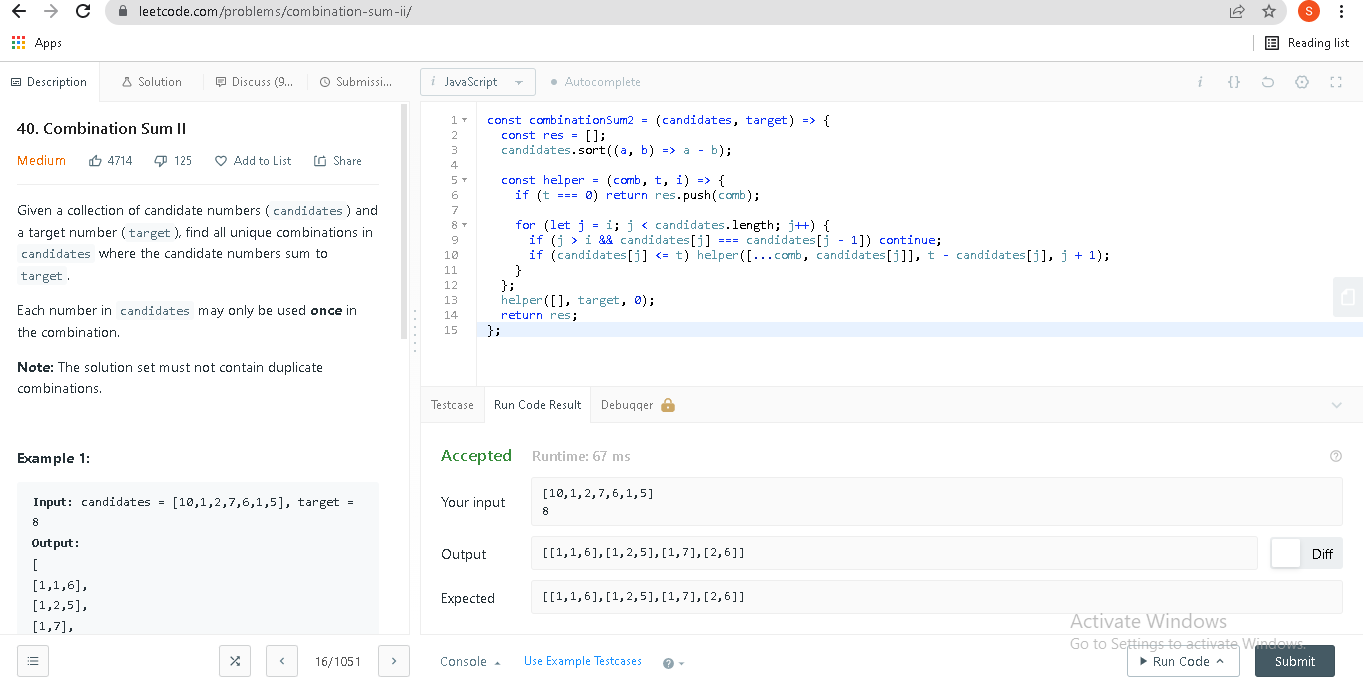 leetcode.com/problems/combination-sum-ii/
S
Apps
Reading list
Description
Solution
Discuss (9...
Submissi...
i JavaScript
Autocomplete
i {}
40. Combination Sum II
Medium 4714 125 Add to List Share
Given a collection of candidate numbers ( candidates ) and
a target number ( target ), find all unique combinations in
candidates where the candidate numbers sum to
target .
Each number in candidates may only be used once in
the combination.
Note: The solution set must not contain duplicate
combinations.
Example 1:
Input: candidates = [10,1,2,7,6,1,5], target =
8
Output:
[
[1,1,6],
[1,2,5],
[1,7],
16/1051
1 const combinationSum2 = (candidates, target) => {
2 const res = [];
3 candidates.sort((a, b) => a - b);
4
5 const helper = (comb, t, i) => {
6 if (t === 0) return res.push(comb);
7
8 for (let j = i; j < candidates.length; j++) {
9 if (j > i && candidates[j] === candidates[j - 1]) continue;
10 if (candidates[j] <= t) helper([...comb, candidates[j]], t - candidates[j], j + 1);
11 }
12 };
13 helper([], target, 0);
14 return res;
15 };
Testcase
Run Code Result
Debugger
Accepted Runtime: 67 ms
Your input
[10,1,2,7,6,1,5]
8
Output
[[1,1,6],[1,2,5],[1,7],[2,6]]
Diff
Expected
[[1,1,6],[1,2,5],[1,7],[2,6]]
Activate Windows
Go to Settings to activate Windows.
Console
Use Example Testcases
Run Code
Submit